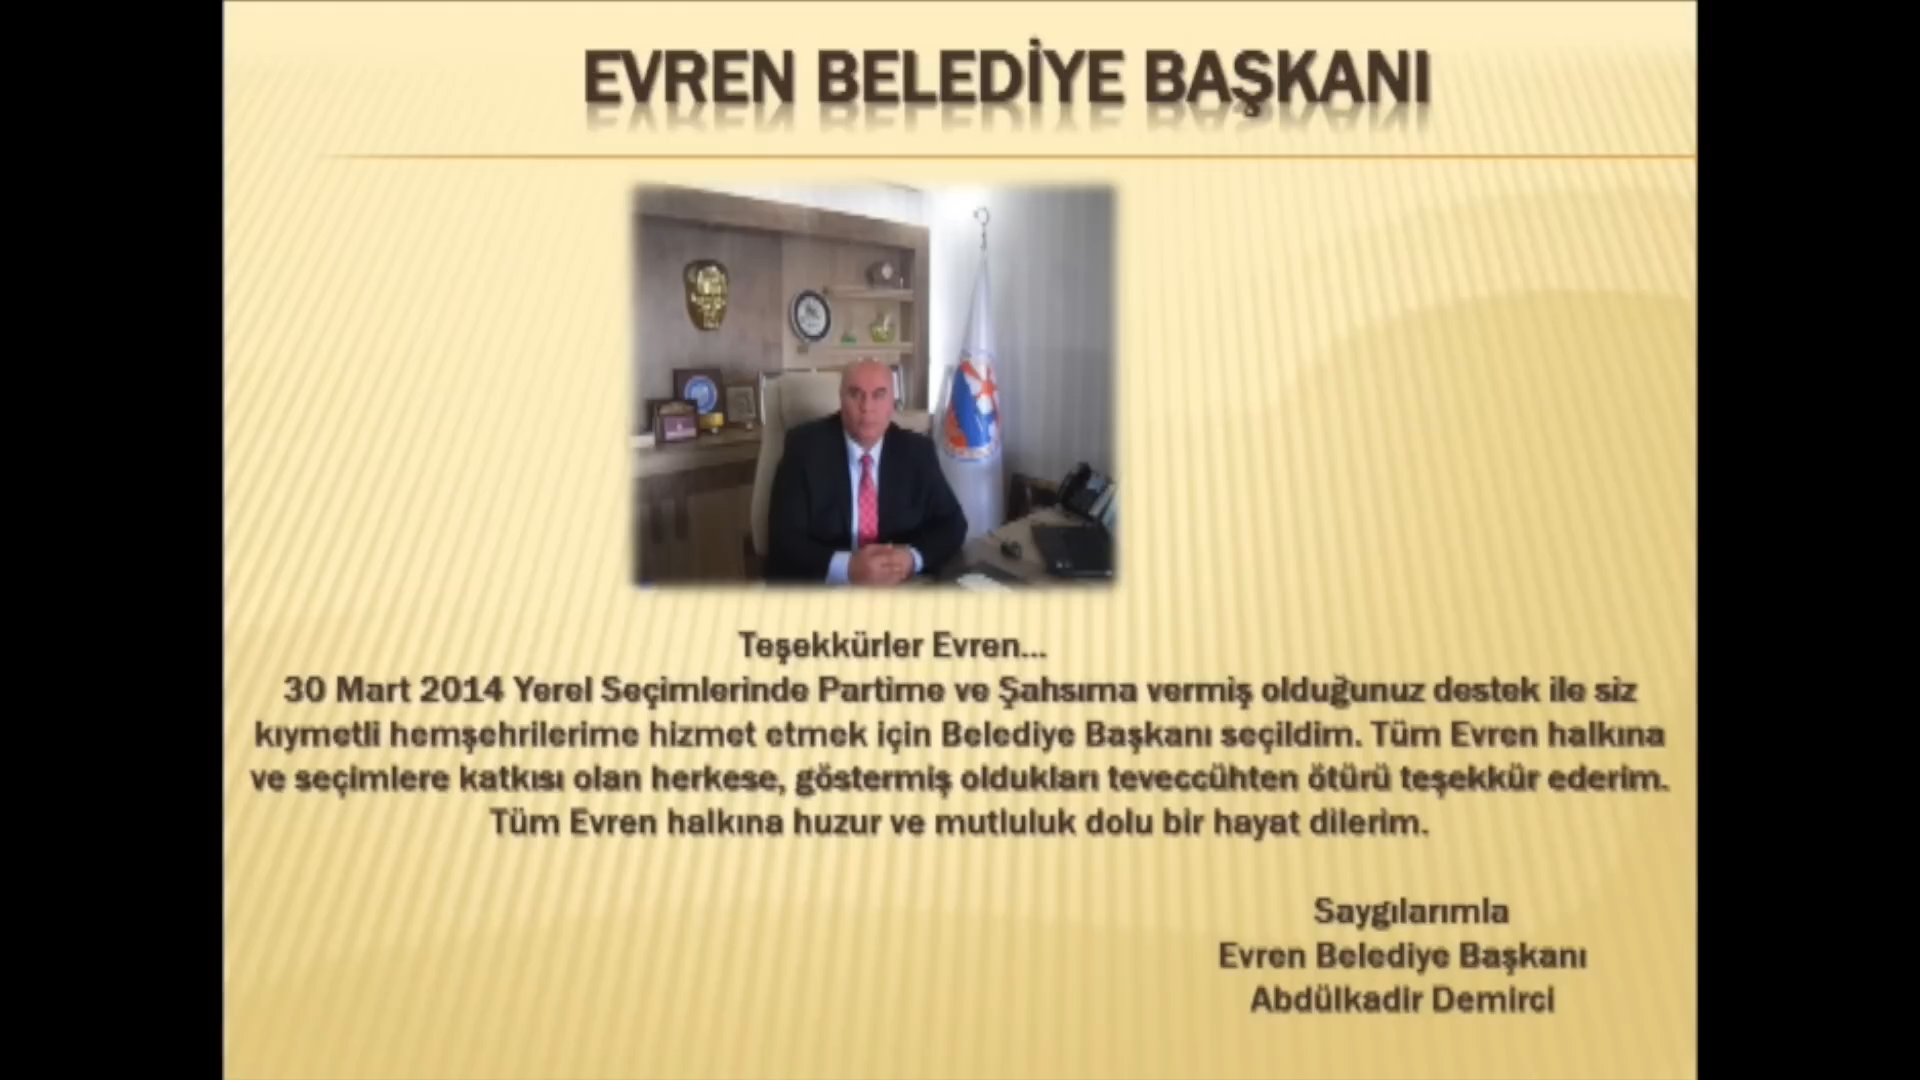 EVREN BELEDİYE BAŞKANI
Teşekkürler Evren...
30 Mart 2014 Yerel Seçimlerinde Partime ve Şahsıma vermiş olduğunuz destek ile siz
kıymetli hemşehrilerime hizmet etmek için Belediye Başkanı seçildim. Tüm Evren halkına
ve seçimlere katkısı olan herkese, göstermiş oldukları teveccühten ötürü teşekkür ederim.
Tüm Evren halkına huzur ve mutluluk dolu bir hayat dilerim.
Saygılarımla
Evren Belediye Başkanı
Abdülkadir Demirci